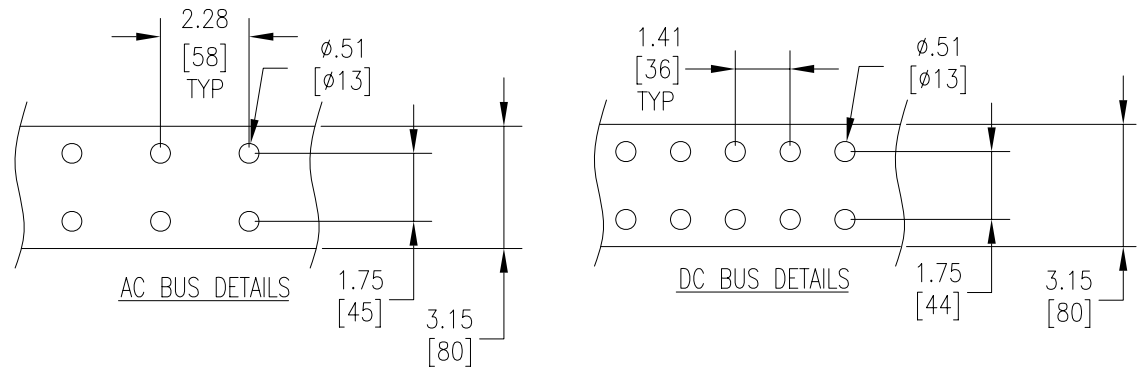 2.28
[58]
TYP
ø.51
[ø13]
1.75
[45]
3.15
[80]
AC BUS DETAILS
1.41
[36]
TYP
ø.51
[ø13]
1.75
[44]
3.15
[80]
DC BUS DETAILS